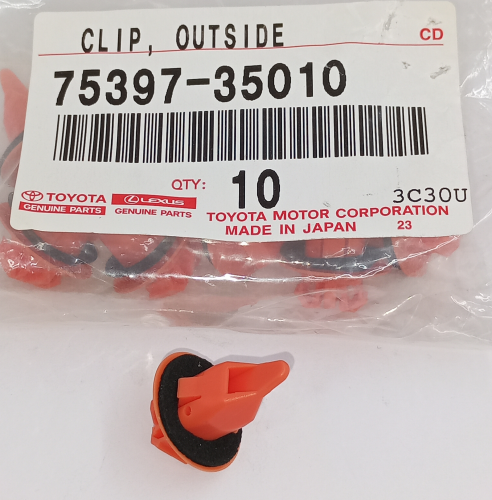 CLIP, OUTSIDE CD
75397-35010
QTY: 10 3C30U
TOYOTA LEXUS
GENUINE PARTS GENUINE PARTS
TOYOTA MOTOR CORPORATION
MADE IN JAPAN 23